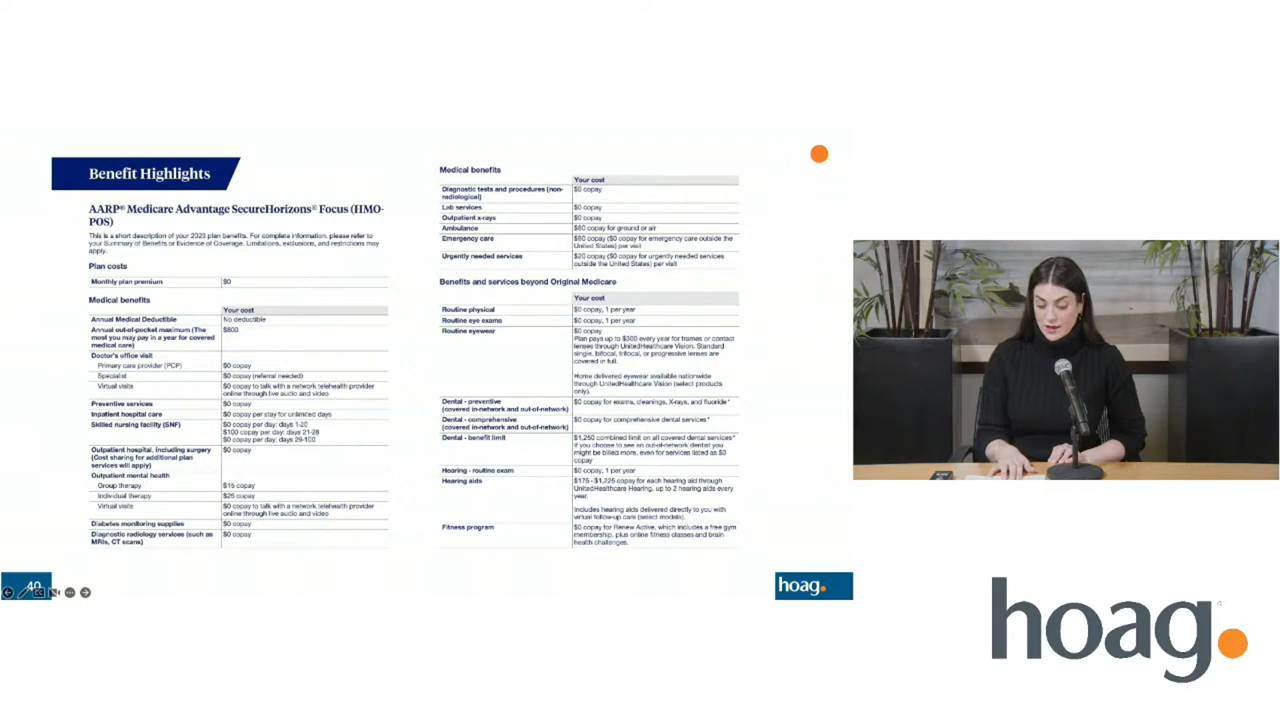 Benefit Highlights
AARP® Medicare Advantage SecureHorizons® Focus (HMO-
POS)
This is a short description of your 2023 plan benefits. For complete information, please refer to
your Summary of Benefits or Evidence of Coverage. Limitations, exclusions, and restrictions may
apply.
Plan costs
Monthly plan premium $0
Medical benefits
Your cost
Annual Medical Deductible No deductible
Annual out-of-pocket maximum (The $800
most you may pay in a year for covered
medical care)
Doctor's office visit
Primary care provider (PCP) $0 copay
Specialist $0 copay (referral needed)
Virtual visits $0 copay to talk with a network telehealth provider
online through live audio and video
Preventive services $0 copay
Inpatient hospital care $0 copay per stay for unlimited days
Skilled nursing facility (SNF) $0 copay per day: days 1-20
$100 copay per day: days 21-28
$0 copay per day: days 29-100
Outpatient hospital, including surgery $0 copay
(Cost sharing for additional plan
services will apply)
Outpatient mental health
Group therapy $15 copay
Individual therapy $25 copay
Virtual visits $0 copay to talk with a network telehealth provider
online through live audio and video
Diabetes monitoring supplies $0 copay
Diagnostic radiology services (such as $0 copay
MRIs, CT scans)
Medical benefits
Your cost
Diagnostic tests and procedures (non- $0 copay
radiological)
Lab services $0 copay
Outpatient x-rays $0 copay
Ambulance $80 copay for ground or air
Emergency care $80 copay ($0 copay for emergency care outside the
United States) per visit
Urgently needed services $20 copay ($0 copay for urgently needed services
outside the United States) per visit
Benefits and services beyond Original Medicare
Your cost
Routine physical $0 copay, 1 per year
Routine eye exams $0 copay, 1 per year
Routine eyewear $0 copay
Plan pays up to $300 every year for frames or contact
lenses through UnitedHealthcare Vision. Standard
single, bifocal, trifocal, or progressive lenses are
covered in full.
Home delivered eyewear available nationwide
through UnitedHealthcare Vision (select products
only).
Dental - preventive $0 copay for exams, cleanings, X-rays, and fluoride*
(covered in-network and out-of-network)
Dental - comprehensive $0 copay for comprehensive dental services*
(covered in-network and out-of-network)
Dental - benefit limit $1,250 combined limit on all covered dental services*
If you choose to see an out-of-network dentist you
might be billed more, even for services listed as $0
copay
Hearing - routine exam $0 copay, 1 per year
Hearing aids $175 - $1,225 copay for each hearing aid through
UnitedHealthcare Hearing, up to 2 hearing aids every
year.
Includes hearing aids delivered directly to you with
virtual follow-up care (select models).
Fitness program $0 copay for Renew Active, which includes a free gym
membership, plus online fitness classes and brain
health challenges.
40
hoag.
hoag.